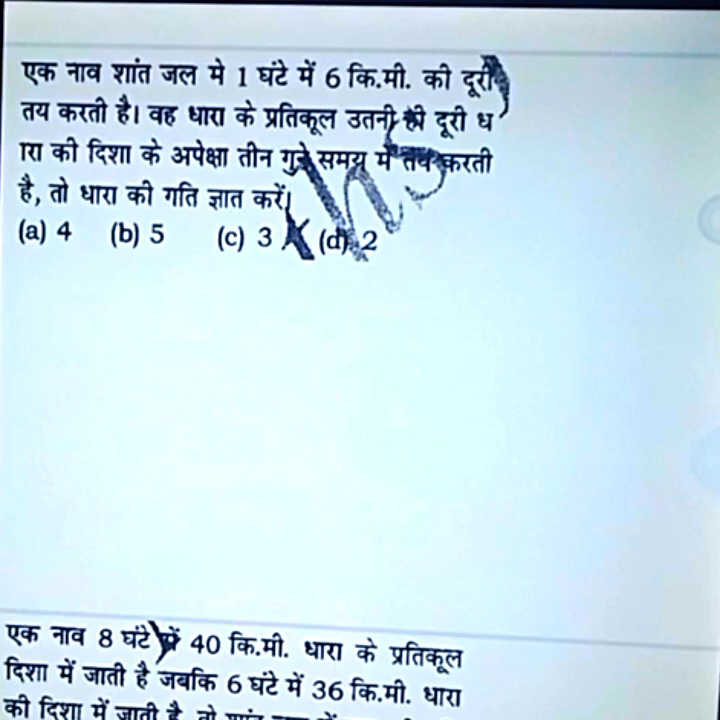 एक नाव शांत जल मे 1 घंटे में 6 कि.मी. की दूरी
तय करती है। वह धारा के प्रतिकूल उतनी ही दूरी ध
ारा की दिशा के अपेक्षा तीन गुने समय में तय करती
है, तो धारा की गति ज्ञात करें।
(a) 4 (b) 5 (c) 3 (d) 2
एक नाव 8 घंटे में 40 कि.मी. धारा के प्रतिकूल
दिशा में जाती है जबकि 6 घंटे में 36 कि.मी. धारा
की दिशा में जाती है, तो